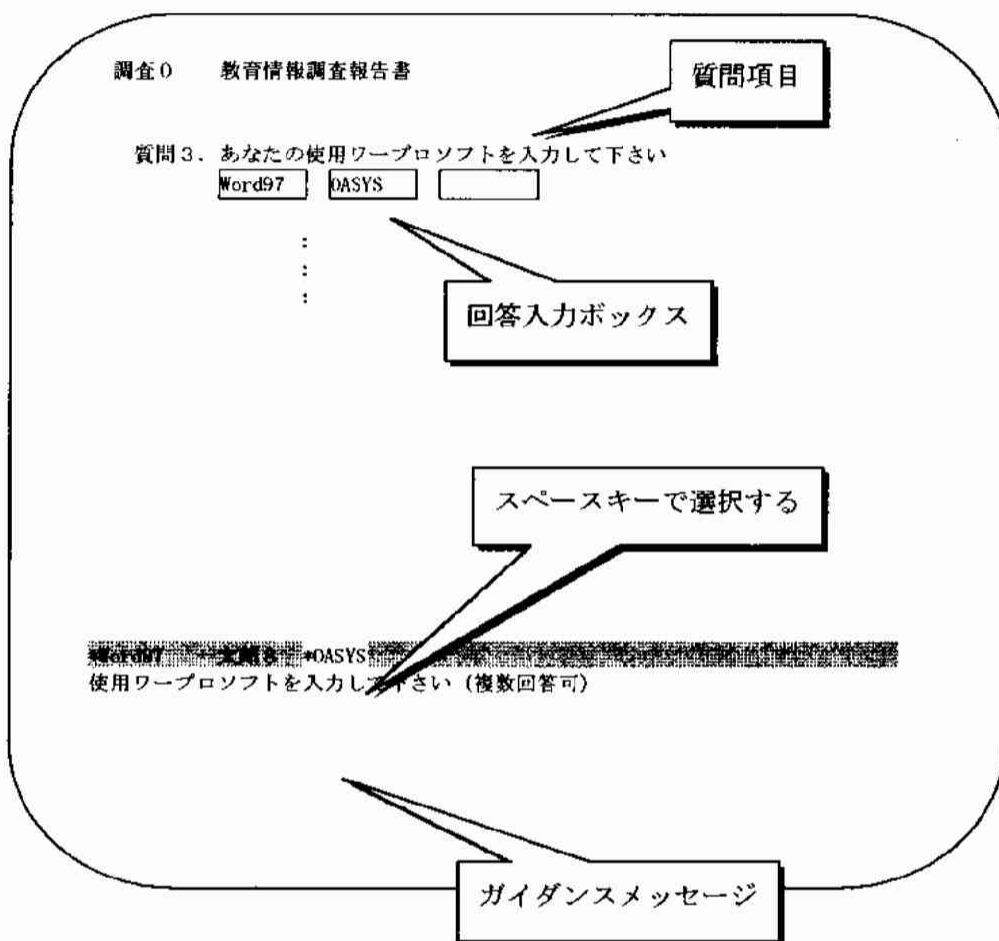 調査0 教育情報調査報告書
質問項目
質問3. あなたの使用ワープロソフトを入力して下さい
Word97 OASYS
:
:
:
回答入力ボックス
スペースキーで選択する
*Word97 *OASYS
使用ワープロソフトを入力して下さい (複数回答可)
ガイダンスメッセージ